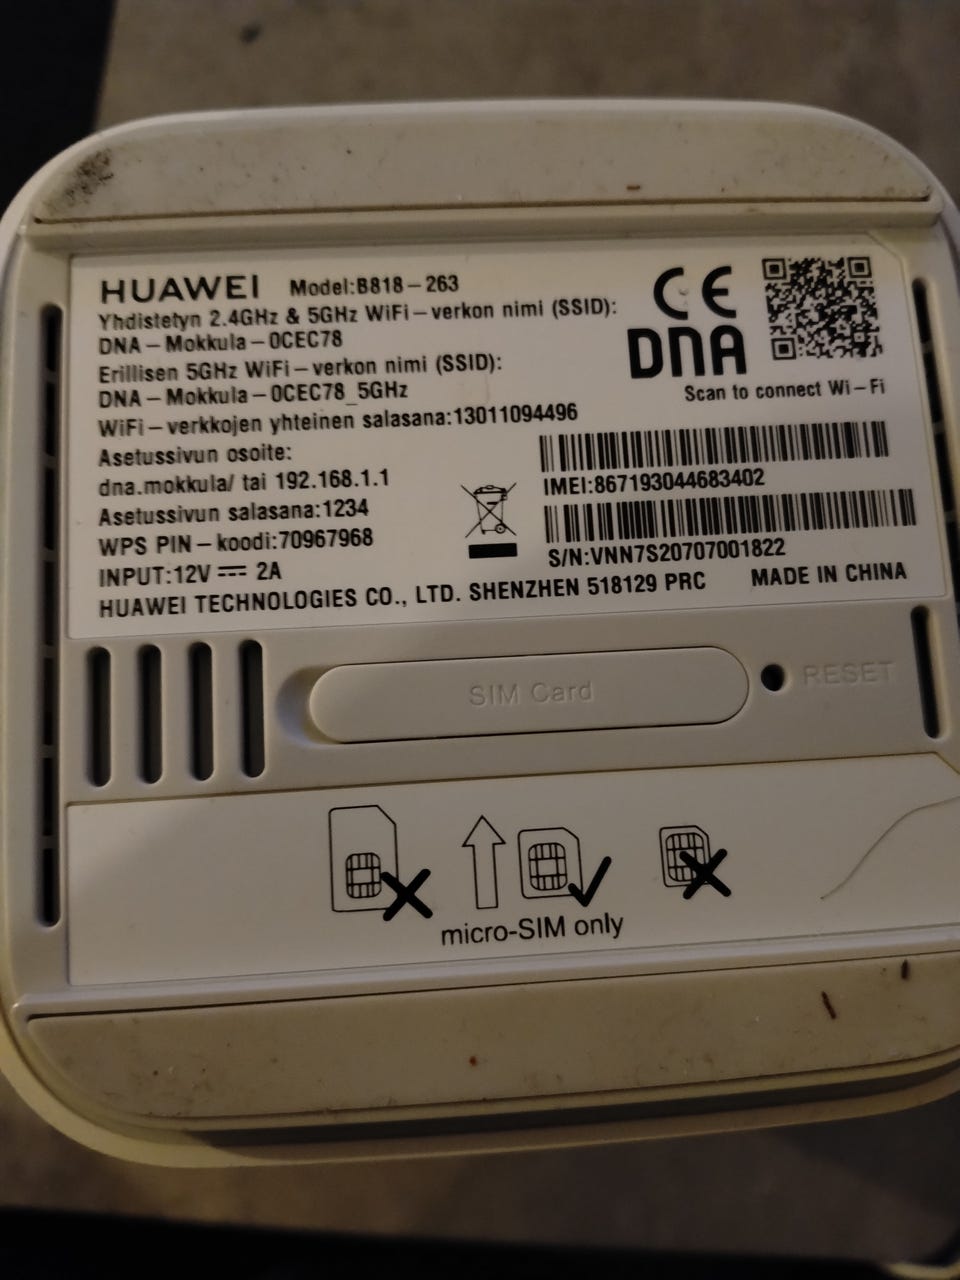 HUAWEI Model:B818-263
Yhdistetyn 2.4GHz & 5GHz WiFi-verkon nimi (SSID):
DNA-Mokkula-0CEC78
Erillisen 5GHz WiFi-verkon nimi (SSID):
DNA-Mokkula-0CEC78_5GHz
WiFi-verkkojen yhteinen salasana:13011094496
Asetussivun osoite:
dna.mokkula/ tai 192.168.1.1
Asetussivun salasana:1234
WPS PIN-koodi:70967968
INPUT:12V ⎓ 2A
HUAWEI TECHNOLOGIES CO., LTD. SHENZHEN 518129 PRC
CE
DNA
Scan to connect Wi-Fi
IMEI:867193044683402
S/N:VNN7S20707001822
MADE IN CHINA
SIM Card
RESET
micro-SIM only